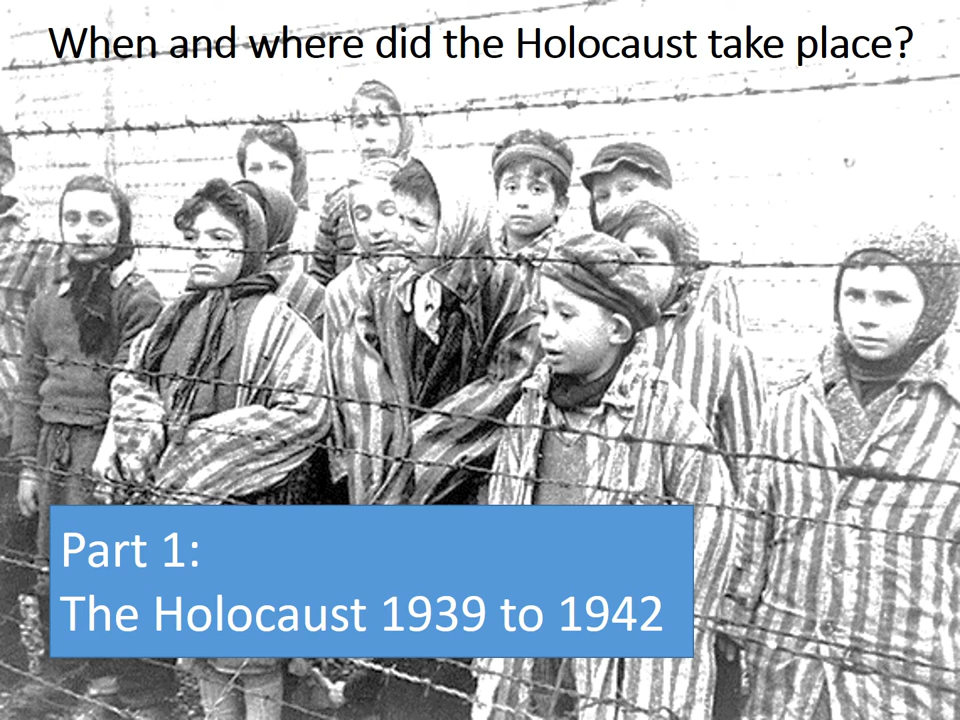 When and where did the Holocaust take place?
Part 1:
The Holocaust 1939 to 1942